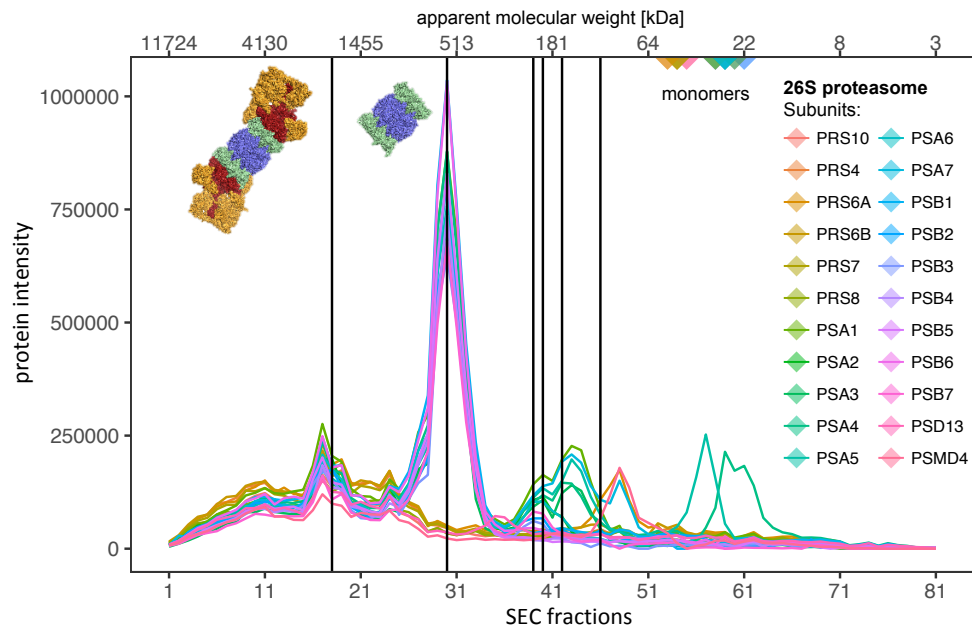 apparent molecular weight [kDa]
11724 4130 1455 513 181 64 22 8 3
1000000
750000
500000
250000
0
protein intensity
monomers
26S proteasome
Subunits:
PRS10 PSA6
PRS4 PSA7
PRS6A PSB1
PRS6B PSB2
PRS7 PSB3
PRS8 PSB4
PSA1 PSB5
PSA2 PSB6
PSA3 PSB7
PSA4 PSD13
PSA5 PSMD4
1 11 21 31 41 51 61 71 81
SEC fractions